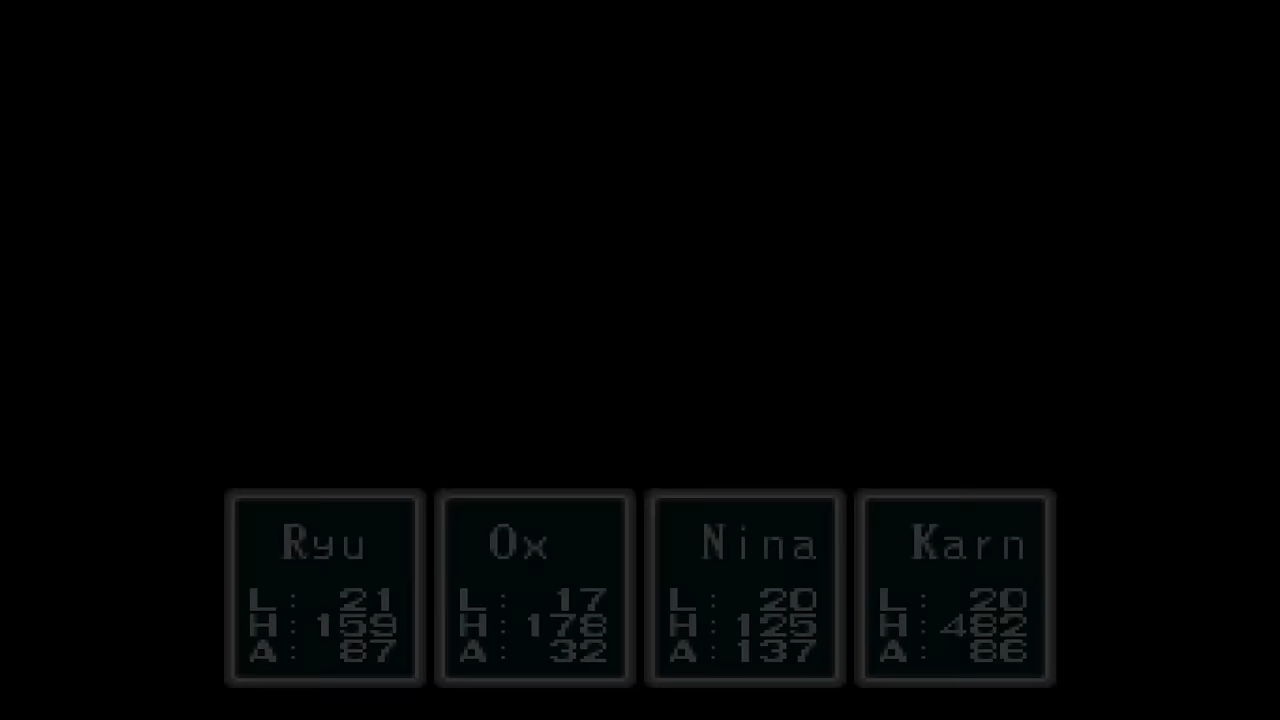 Ryu
L: 21
H: 159
A: 87
Ox
L: 17
H: 178
A: 32
Nina
L: 20
H: 125
A: 137
Karn
L: 20
H: 482
A: 86